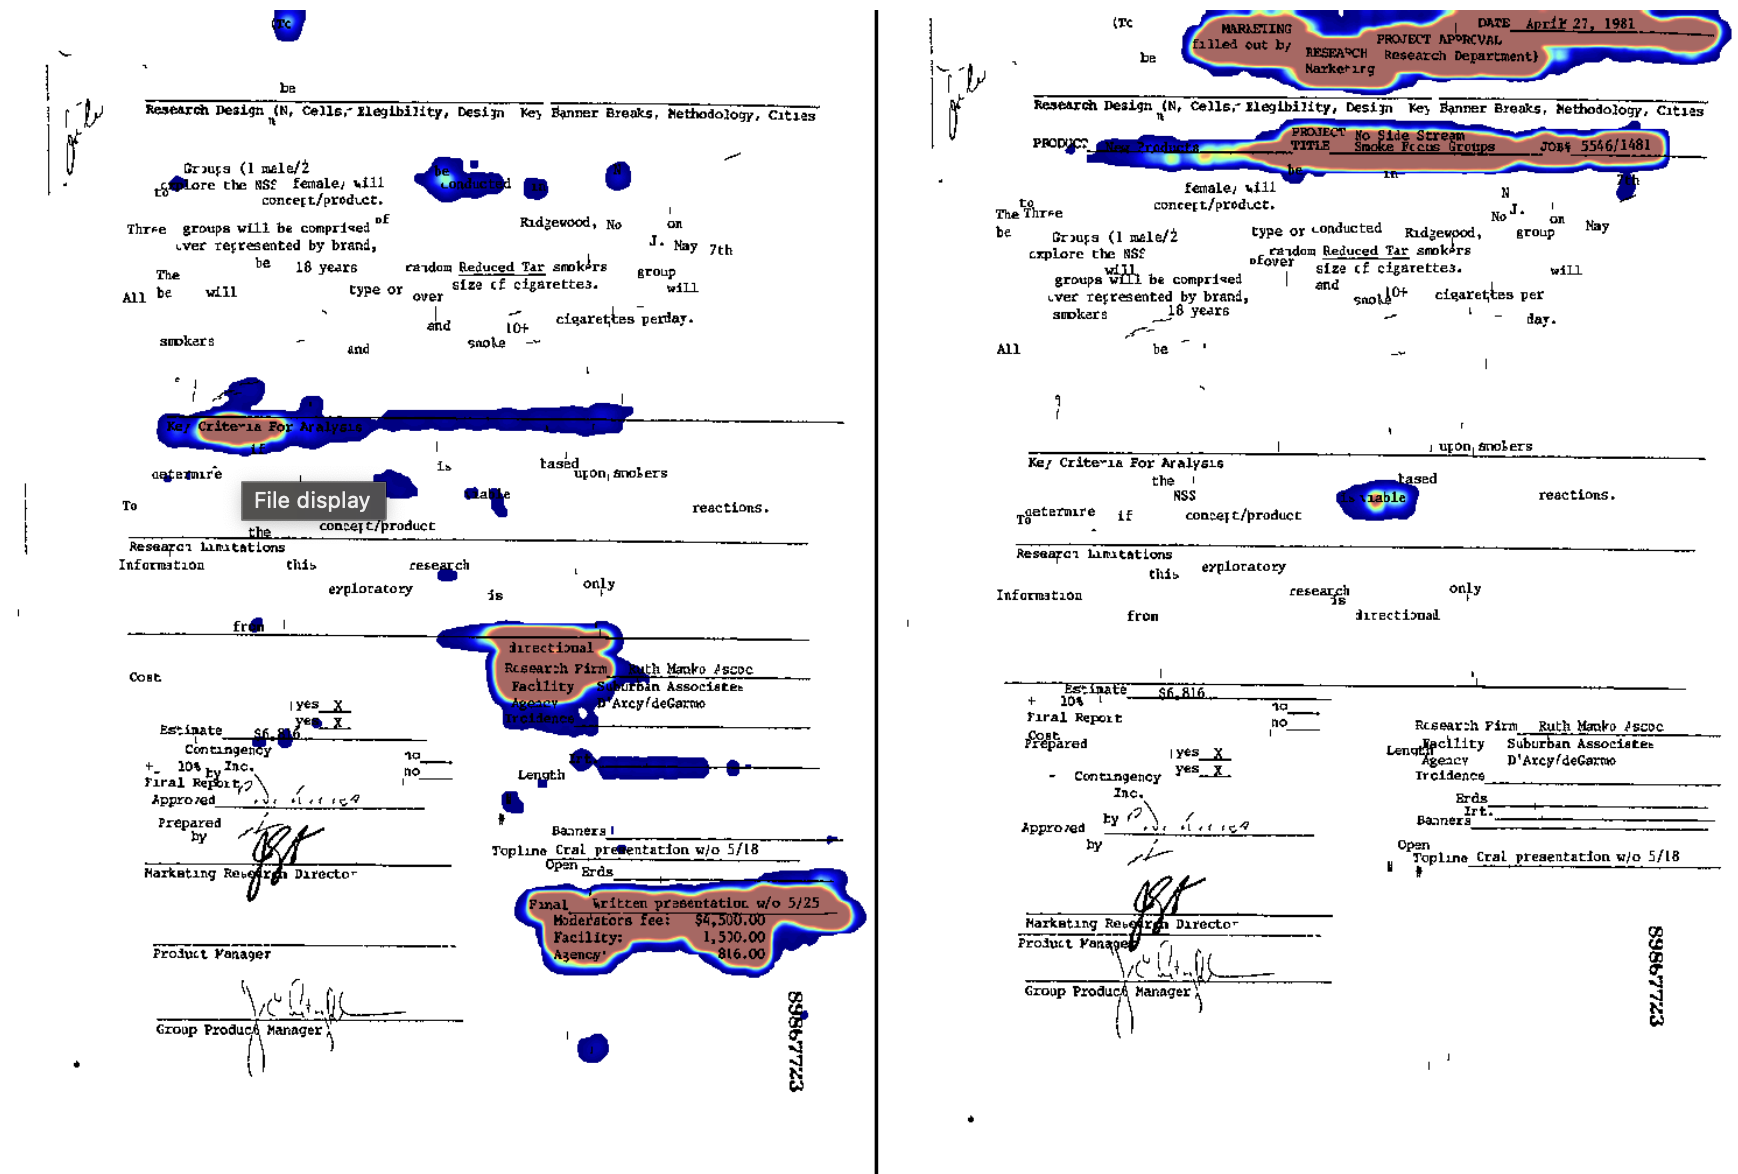 (To
be
Research Design (N, Cells, Elegibility, Design Key Banner Breaks, Methodology, Cities
Groups (1 male/2
be
N
to explore the NSS female, will
conducted in
concept/product.
Three groups will be comprised of
Ridgewood, No on
over represented by brand,
J. May 7th
The be 18 years random Reduced Tar smokers group
All be will type or over size of cigarettes. will
and 10+ cigarettes per day.
smokers and smoke
Key Criteria For Analysis
if
determine is based upon smokers
viable
To File display reactions.
the concept/product
Research Limitations
Information this research
exploratory is only
from
directional
Research Firm Ruth Manko Assoc
Cost Facility Suburban Associates
yes X Agency D'Arcy/deGarmo
yes X Incidence
Estimate $6,816
Contingency no
+ 10% by Inc. no Int.
Final Report Length
Approved #
Prepared
by Banners
Topline Oral presentation w/o 5/18
Marketing Research Director Open Ends
Final Written presentation w/o 5/25
Moderators fee: $4,500.00
Facility: 1,500.00
Product Manager Agency: 816.00
Group Product Manager
89867723
(To MARKETING DATE April 27, 1981
filled out by PROJECT APPROVAL
be RESEARCH Research Department)
Marketing
Research Design (N, Cells, Elegibility, Design Key Banner Breaks, Methodology, Cities
PRODUCT New Products PROJECT No Side Stream
TITLE Smoke Focus Groups JOB# 5546/1481
be in
7th
female, will N
to concept/product. J.
The Three No on
be Groups (1 male/2 type or conducted Ridgewood, group May
explore the NSS of over random Reduced Tar smokers
will size of cigarettes. will
groups will be comprised and
over represented by brand, smoke 10+ cigarettes per
smokers 18 years day.
All be
upon smokers
Key Criteria For Analysis
the based
NSS is viable reactions.
To determine if concept/product
Research Limitations
this exploratory
Information research is only
from directional
Estimate $6,816
+ 10% no
Final Report no Research Firm Ruth Manko Assoc
Cost
Prepared yes X Length Facility Suburban Associates
yes X Agency D'Arcy/deGarmo
- Contingency Incidence
Inc. Ends
Int.
Approved by Banners
by Open
Topline Oral presentation w/o 5/18
# #
Marketing Research Director
Product Manager
Group Product Manager
89867723